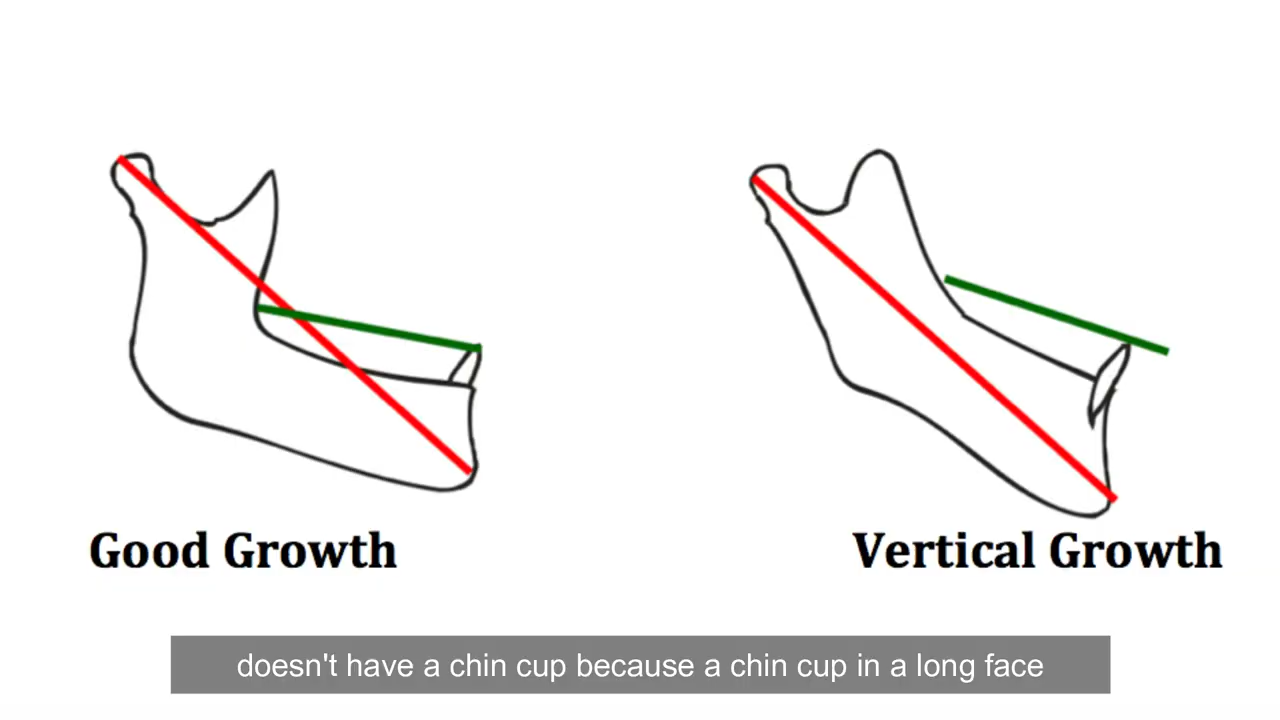 Good Growth
Vertical Growth
doesn't have a chin cup because a chin cup in a long face